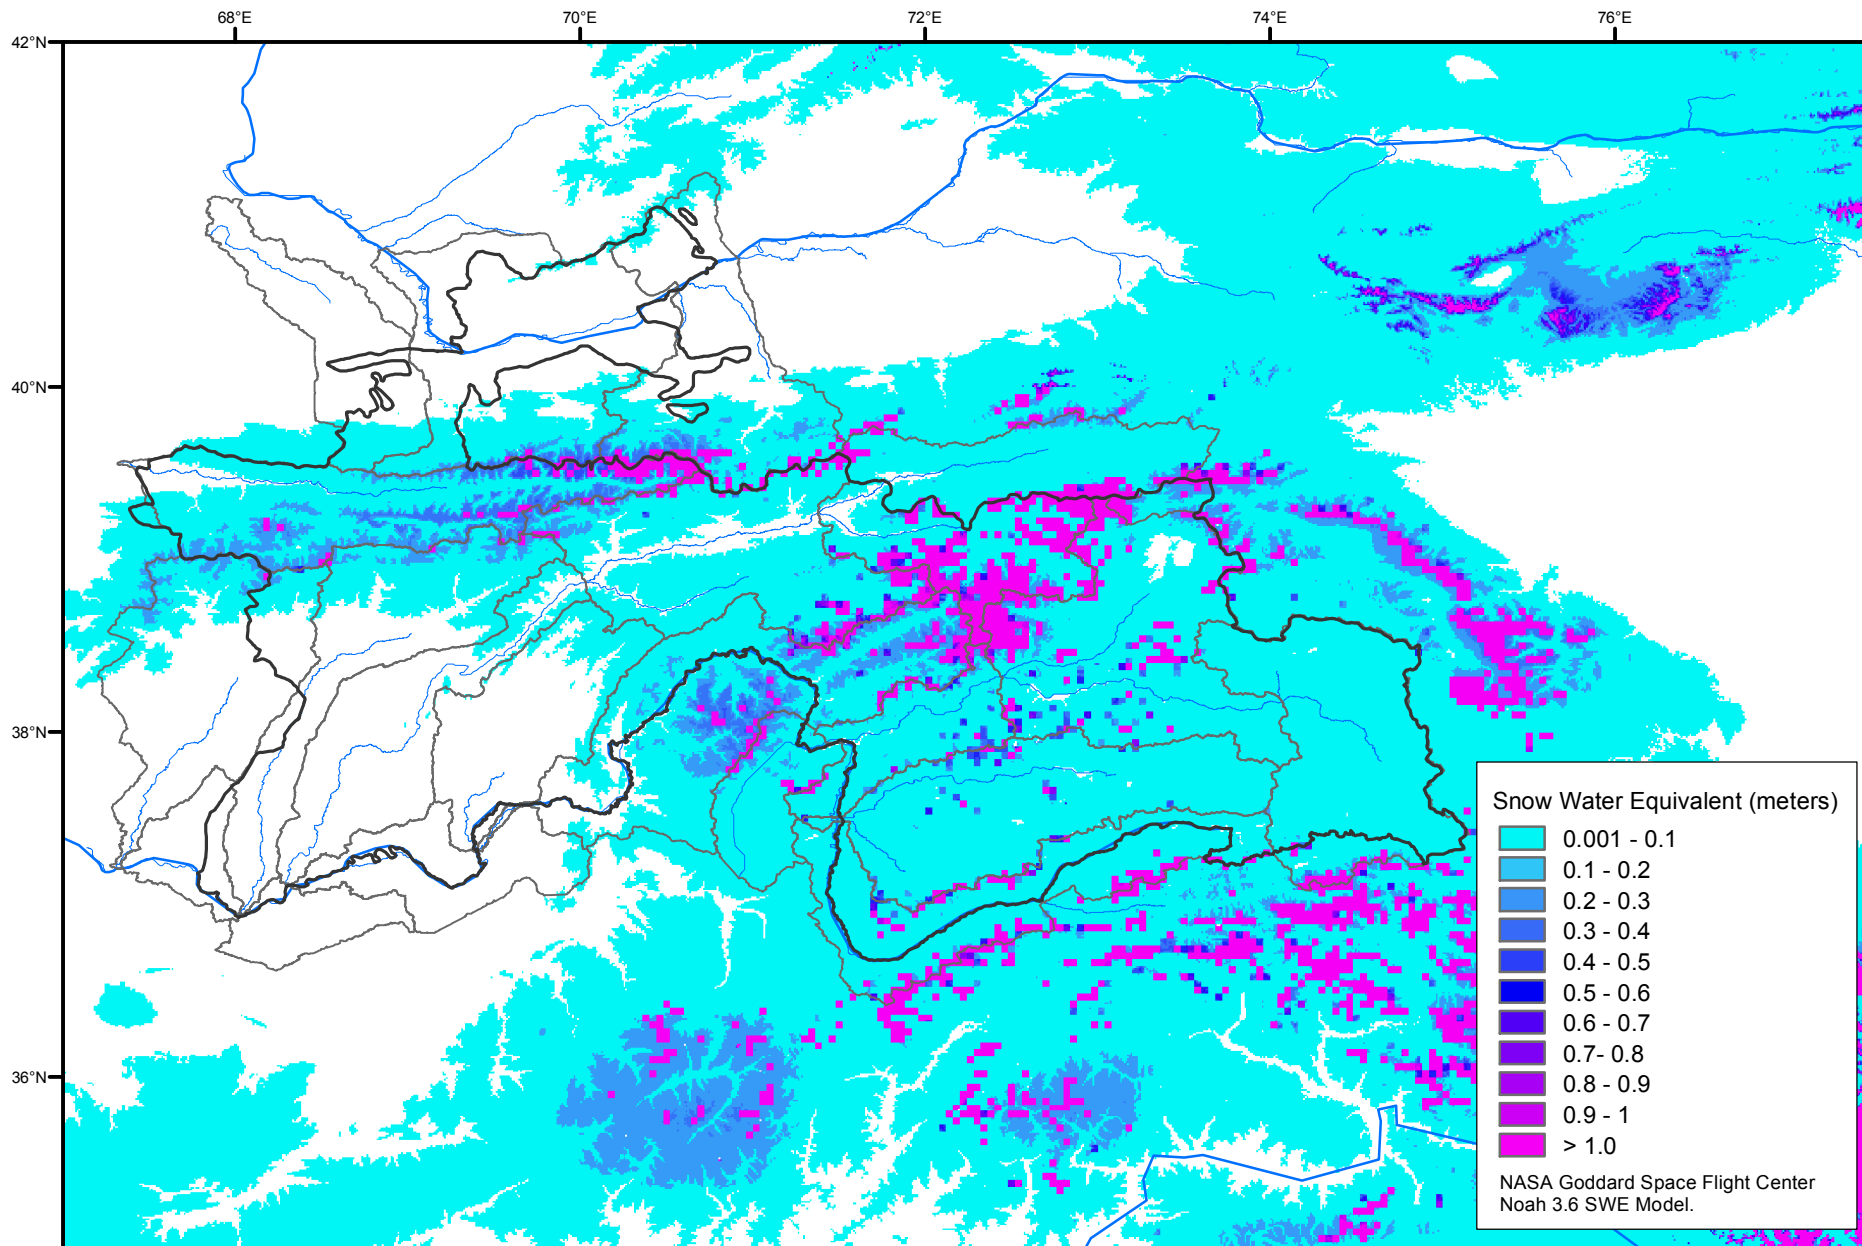 68°E
70°E
72°E
74°E
76°E
42°N
40°N
38°N
36°N
Snow Water Equivalent (meters)
0.001 - 0.1
0.1 - 0.2
0.2 - 0.3
0.3 - 0.4
0.4 - 0.5
0.5 - 0.6
0.6 - 0.7
0.7- 0.8
0.8 - 0.9
0.9 - 1
> 1.0
NASA Goddard Space Flight Center
Noah 3.6 SWE Model.